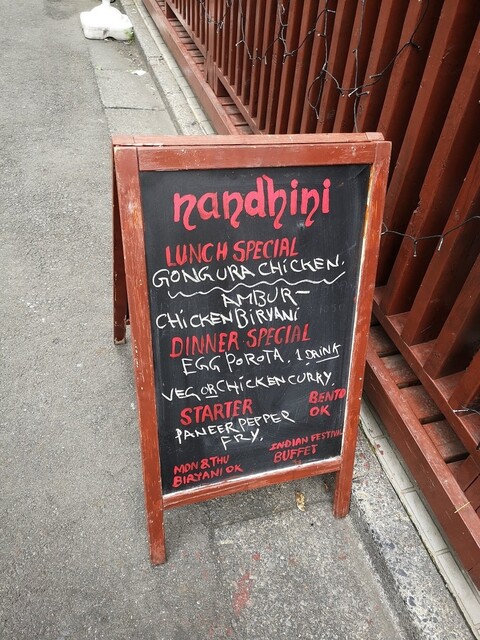 nandhini
LUNCH SPECIAL
GONGURA CHICKEN.
AMBUR-
CHICKEN BIRYANI
DINNER SPECIAL
EGG POROTA. 1 DRINK
VEG OR CHICKEN CURRY.
STARTER
BENTO
OK
PANEER PEPPER
FRY.
MON & THU
BIRYANI OK
INDIAN FESTIVAL
BUFFET